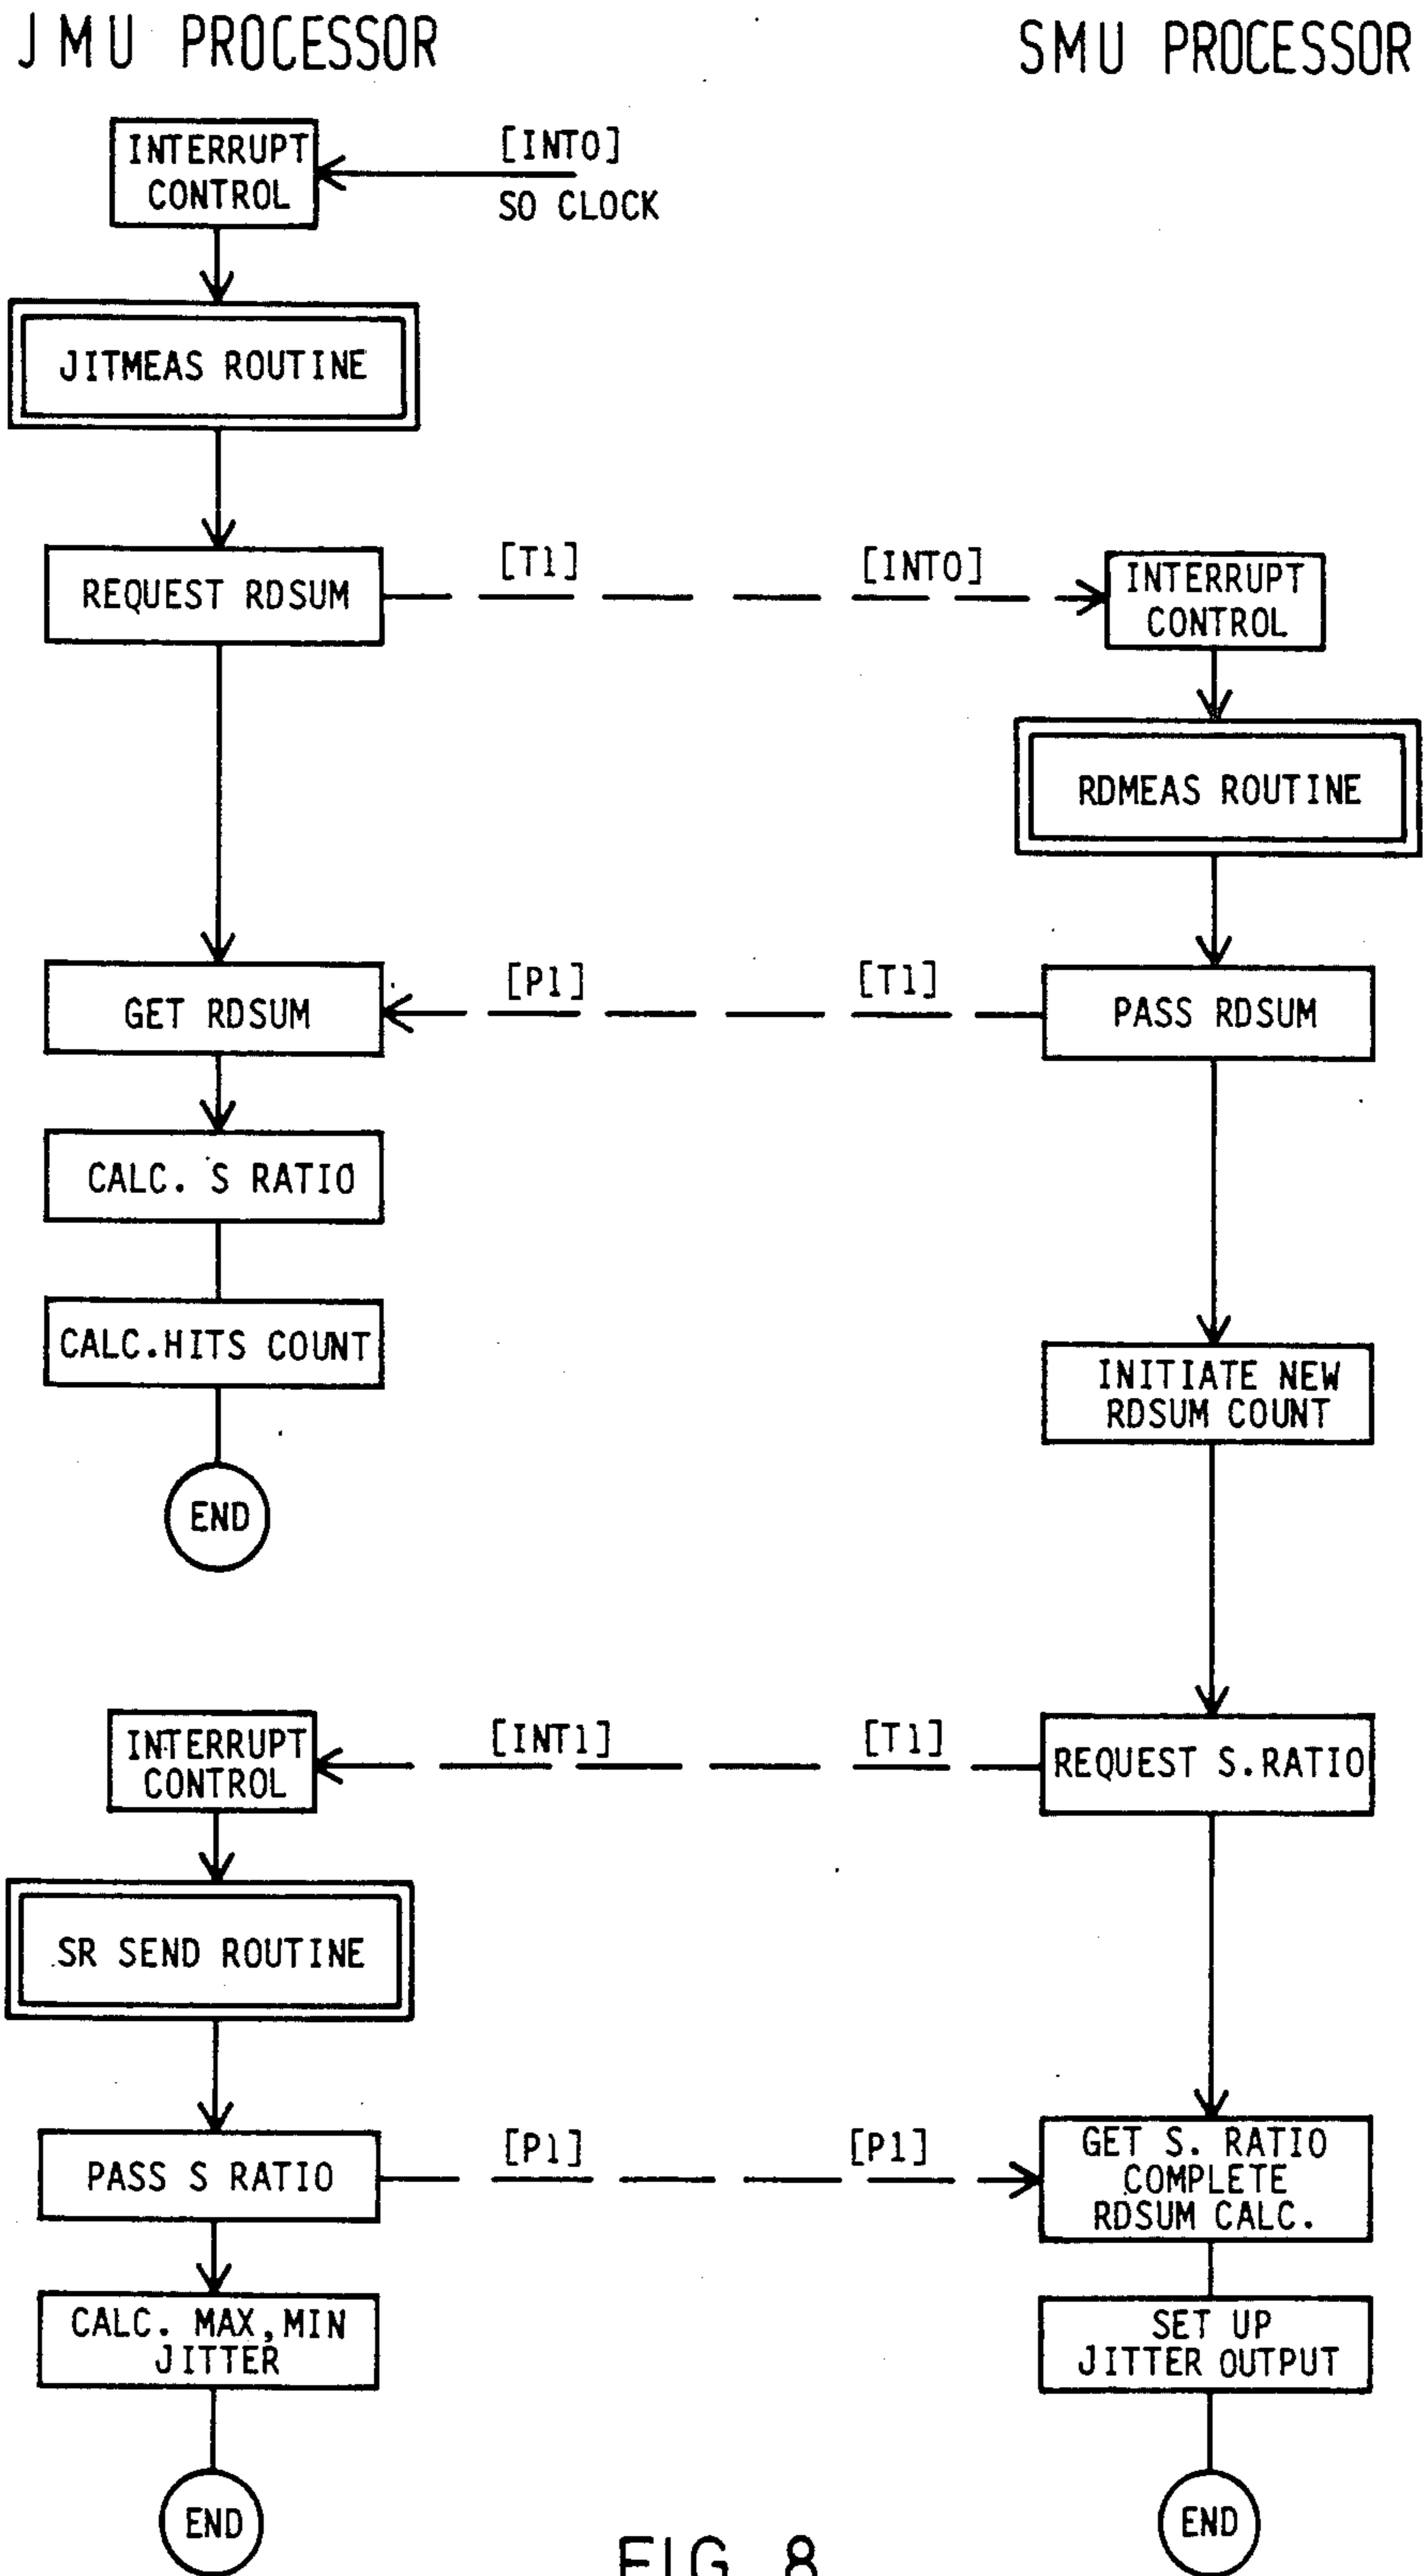 JMU PROCESSOR
SMU PROCESSOR
INTERRUPT
CONTROL
[INT0]
SO CLOCK
JITMEAS ROUTINE
REQUEST RDSUM
[T1]
[INT0]
INTERRUPT
CONTROL
RDMEAS ROUTINE
GET RDSUM
[P1]
[T1]
PASS RDSUM
CALC. S RATIO
CALC.HITS COUNT
INITIATE NEW
RDSUM COUNT
END
INTERRUPT
CONTROL
[INT1]
[T1]
REQUEST S.RATIO
SR SEND ROUTINE
PASS S RATIO
[P1]
[P1]
GET S. RATIO
COMPLETE
RDSUM CALC.
CALC. MAX,MIN
JITTER
SET UP
JITTER OUTPUT
END
END
FIG. 8